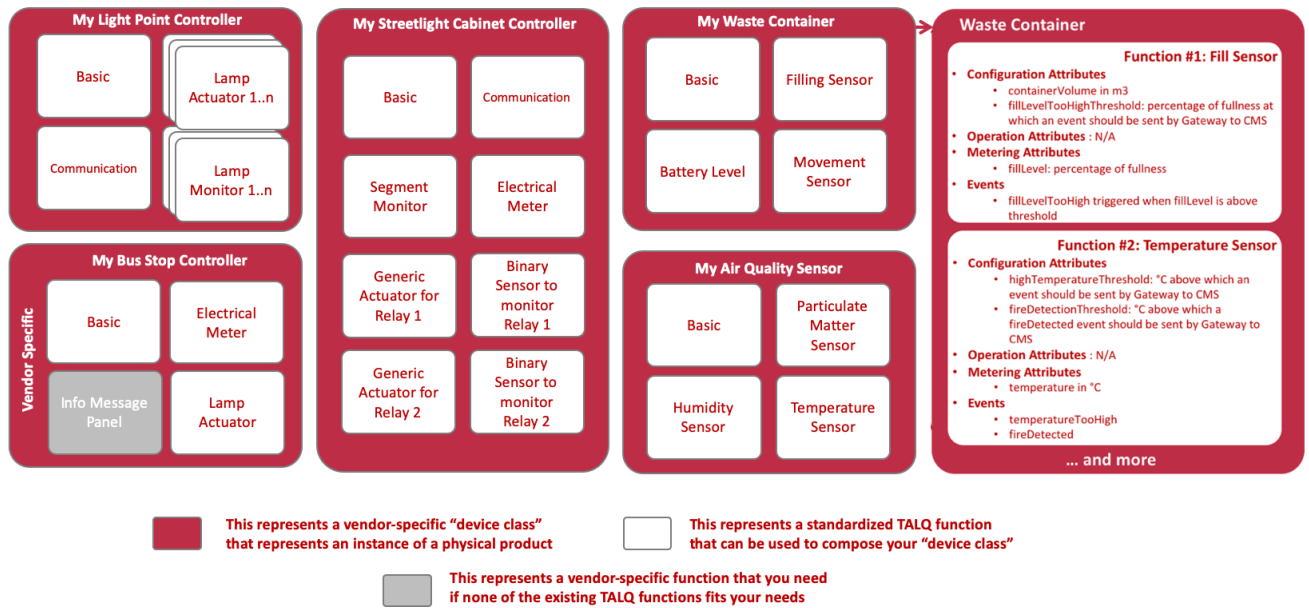 My Light Point Controller
Basic
Lamp
Actuator 1..n
Communication
Lamp
Monitor 1..n
My Streetlight Cabinet Controller
Basic
Communication
Segment
Monitor
Electrical
Meter
Generic
Actuator for
Relay 1
Binary
Sensor to
monitor
Relay 1
Generic
Actuator for
Relay 2
Binary
Sensor to
monitor
Relay 2
My Waste Container
Basic
Filling Sensor
Battery Level
Movement
Sensor
Vendor Specific
My Bus Stop Controller
Basic
Electrical
Meter
Info Message
Panel
Lamp
Actuator
My Air Quality Sensor
Basic
Particulate
Matter
Sensor
Humidity
Sensor
Temperature
Sensor
Waste Container
Function #1: Fill Sensor
• Configuration Attributes
• containerVolume in m3
• fillLevelTooHighThreshold: percentage of fullness at
which an event should be sent by Gateway to CMS
• Operation Attributes : N/A
• Metering Attributes
• fillLevel: percentage of fullness
• Events
• fillLevelTooHigh triggered when fillLevel is above
threshold
Function #2: Temperature Sensor
• Configuration Attributes
• highTemperatureThreshold: °C above which an
event should be sent by Gateway to CMS
• fireDetectionThreshold: °C above which a
fireDetected event should be sent by Gateway to
CMS
• Operation Attributes : N/A
• Metering Attributes
• temperature in °C
• Events
• temperatureTooHigh
• fireDetected
... and more
This represents a vendor-specific “device class”
that represents an instance of a physical product
This represents a standardized TALQ function
that can be used to compose your “device class”
This represents a vendor-specific function that you need
if none of the existing TALQ functions fits your needs